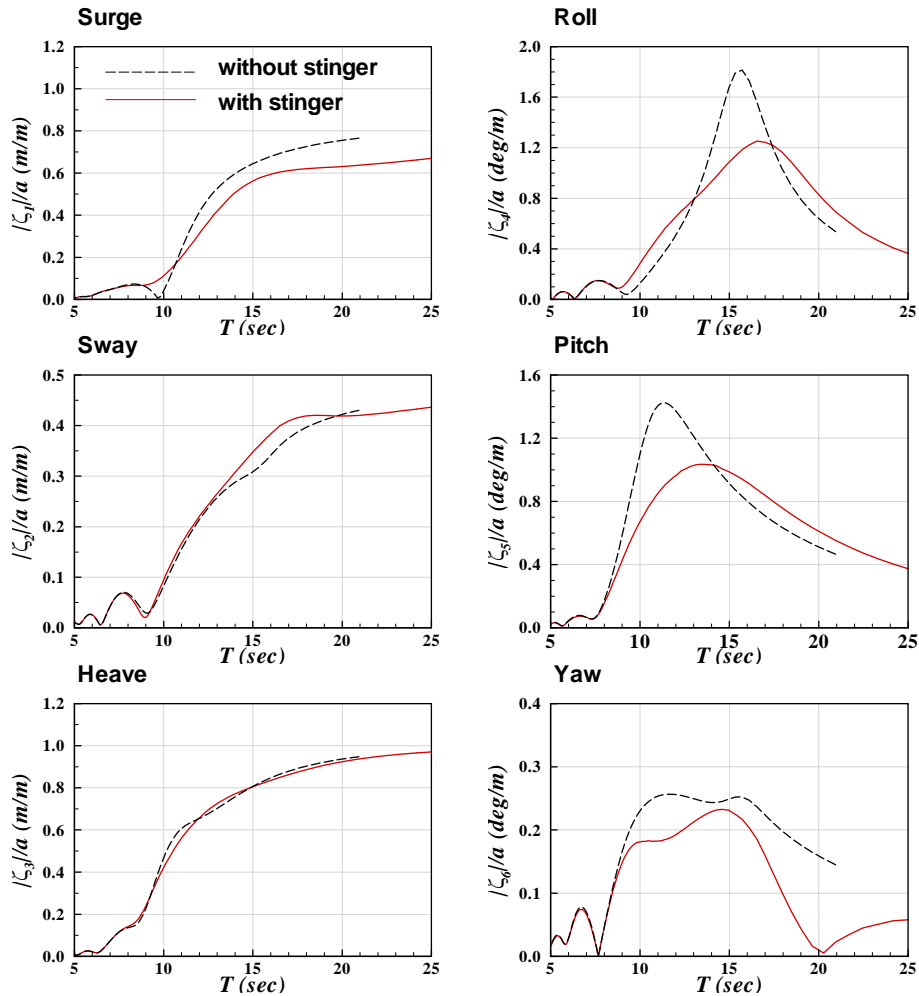 Surge
1.2
1.0
0.8
0.6
0.4
0.2
0.0
|ζ1|/a (m/m)
without stinger
with stinger
5 10 15 20 25
T (sec)
Roll
2.0
1.6
1.2
0.8
0.4
0.0
|ζ4|/a (deg/m)
5 10 15 20 25
T (sec)
Sway
0.5
0.4
0.3
0.2
0.1
0.0
|ζ2|/a (m/m)
5 10 15 20 25
T (sec)
Pitch
1.6
1.2
0.8
0.4
0.0
|ζ5|/a (deg/m)
5 10 15 20 25
T (sec)
Heave
1.2
1.0
0.8
0.6
0.4
0.2
0.0
|ζ3|/a (m/m)
5 10 15 20 25
T (sec)
Yaw
0.4
0.3
0.2
0.1
0.0
|ζ6|/a (deg/m)
5 10 15 20 25
T (sec)